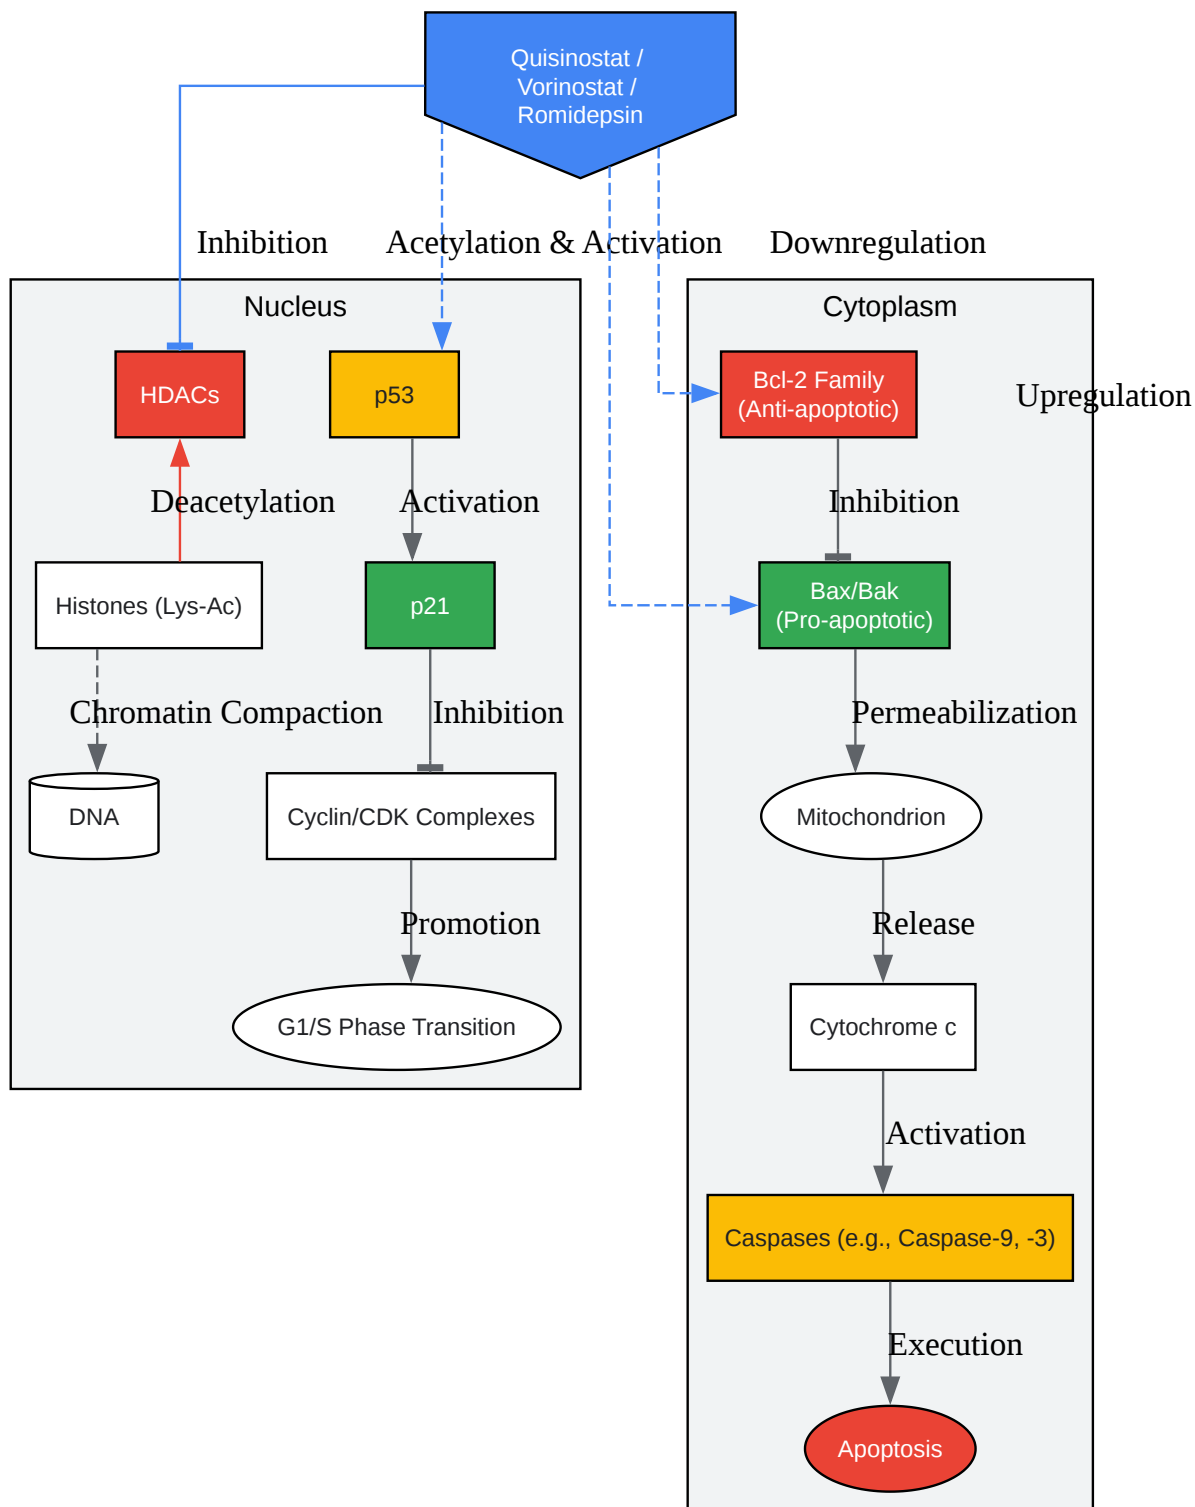 Quisinostat /
Vorinostat /
Romidepsin
Inhibition
Acetylation & Activation
Downregulation
Nucleus
Cytoplasm
HDACs
p53
Bcl-2 Family
(Anti-apoptotic)
Upregulation
Deacetylation
Activation
Inhibition
Histones (Lys-Ac)
p21
Bax/Bak
(Pro-apoptotic)
Chromatin Compaction
Inhibition
Permeabilization
DNA
Cyclin/CDK Complexes
Mitochondrion
Promotion
Release
G1/S Phase Transition
Cytochrome c
Activation
Caspases (e.g., Caspase-9, -3)
Execution
Apoptosis